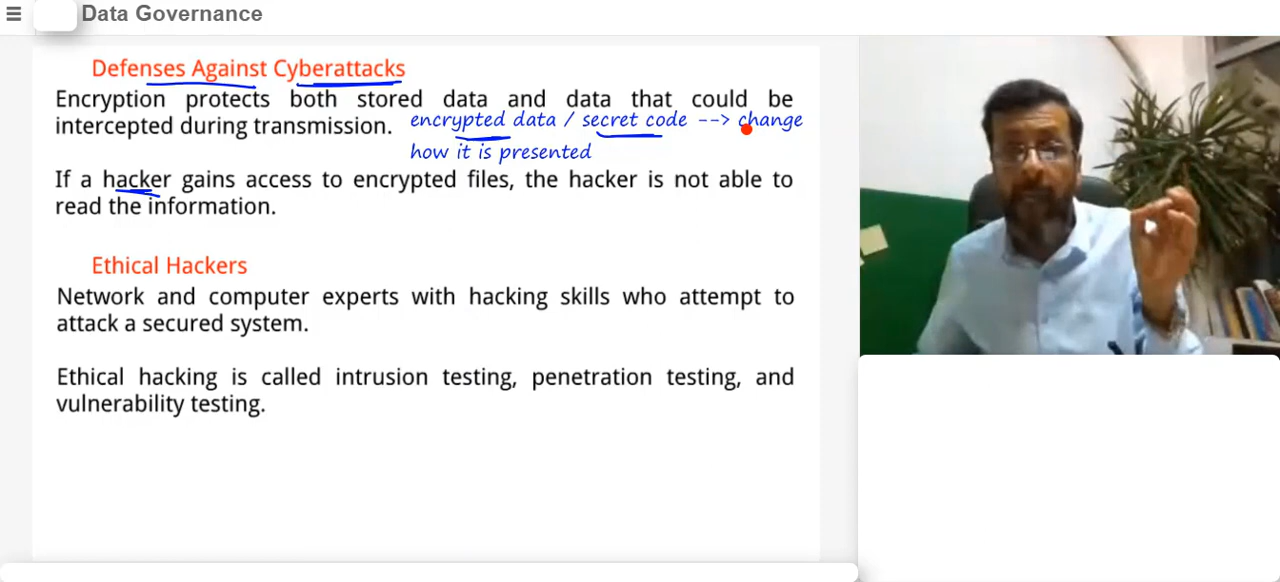 Data Governance
Defenses Against Cyberattacks
Encryption protects both stored data and data that could be
intercepted during transmission.
encrypted data / secret code --> change
how it is presented
If a hacker gains access to encrypted files, the hacker is not able to
read the information.
Ethical Hackers
Network and computer experts with hacking skills who attempt to
attack a secured system.
Ethical hacking is called intrusion testing, penetration testing, and
vulnerability testing.